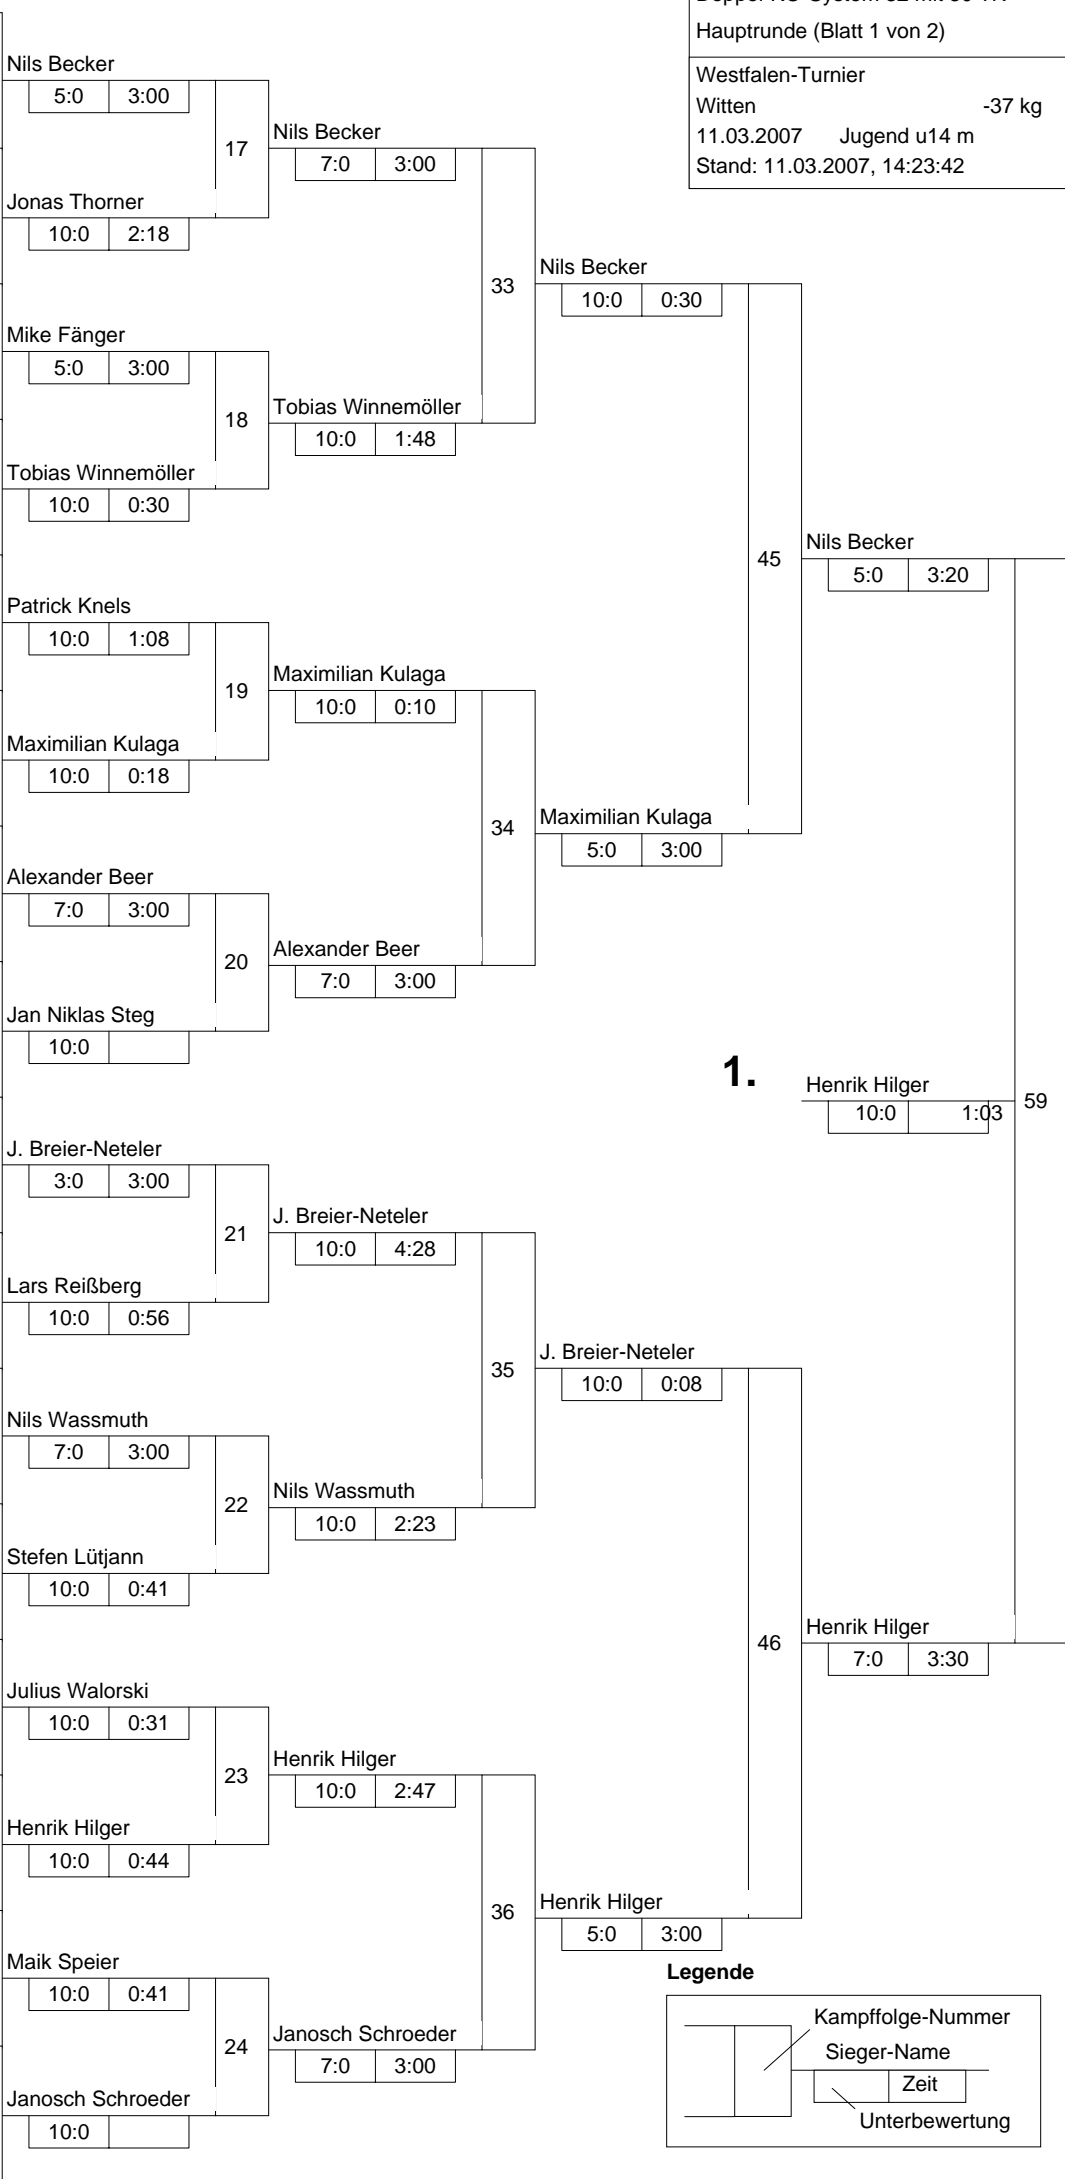 Hauptrunde (Blatt 1 von 2)
Westfalen-Turnier
Witten -37 kg
11.03.2007 Jugend u14 m
Stand: 11.03.2007, 14:23:42
Nils Becker
5:0 3:00
17
Nils Becker
7:0 3:00
Jonas Thorner
10:0 2:18
33
Nils Becker
10:0 0:30
Mike Fänger
5:0 3:00
18
Tobias Winnemöller
10:0 1:48
Tobias Winnemöller
10:0 0:30
45
Nils Becker
5:0 3:20
Patrick Knels
10:0 1:08
19
Maximilian Kulaga
10:0 0:10
Maximilian Kulaga
10:0 0:18
34
Maximilian Kulaga
5:0 3:00
Alexander Beer
7:0 3:00
20
Alexander Beer
7:0 3:00
Jan Niklas Steg
10:0
1.
Henrik Hilger
10:0 1:03
59
J. Breier-Neteler
3:0 3:00
21
J. Breier-Neteler
10:0 4:28
Lars Reißberg
10:0 0:56
35
J. Breier-Neteler
10:0 0:08
Nils Wassmuth
7:0 3:00
22
Nils Wassmuth
10:0 2:23
Stefen Lütjann
10:0 0:41
46
Henrik Hilger
7:0 3:30
Julius Walorski
10:0 0:31
23
Henrik Hilger
10:0 2:47
Henrik Hilger
10:0 0:44
36
Henrik Hilger
5:0 3:00
Maik Speier
10:0 0:41
24
Janosch Schroeder
7:0 3:00
Janosch Schroeder
10:0
Legende
Kampffolge-Nummer
Sieger-Name
Zeit
Unterbewertung